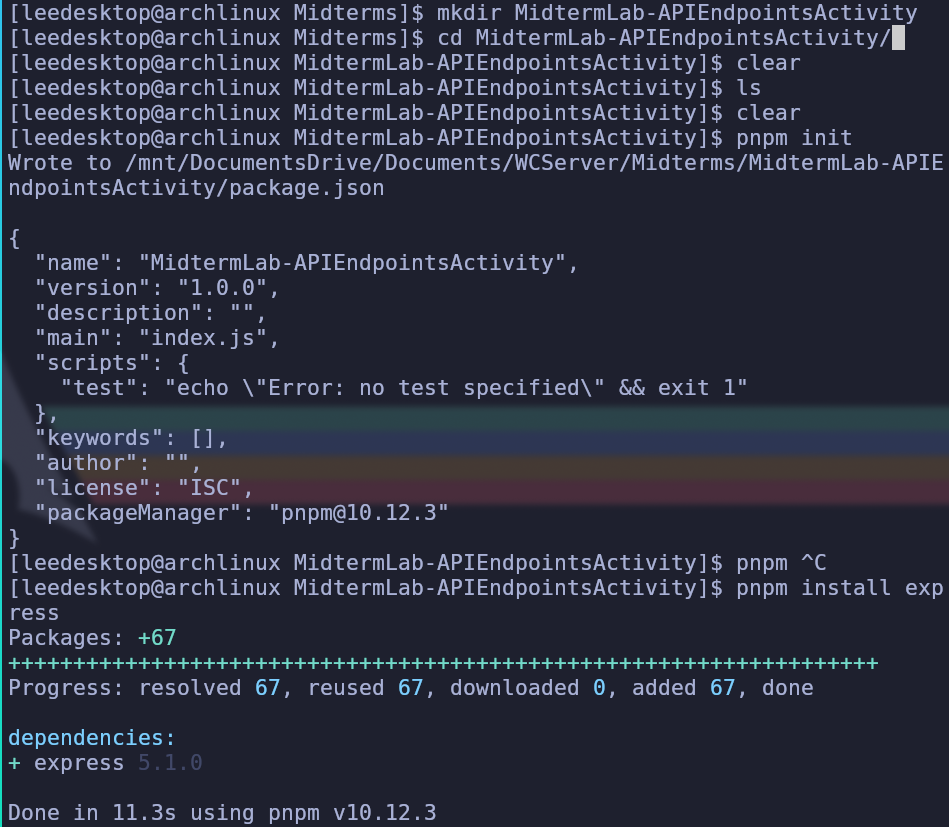 [leedesktop@archlinux Midterms]$ mkdir MidtermLab-APIEndpointsActivity
[leedesktop@archlinux Midterms]$ cd MidtermLab-APIEndpointsActivity/
[leedesktop@archlinux MidtermLab-APIEndpointsActivity]$ clear
[leedesktop@archlinux MidtermLab-APIEndpointsActivity]$ ls
[leedesktop@archlinux MidtermLab-APIEndpointsActivity]$ clear
[leedesktop@archlinux MidtermLab-APIEndpointsActivity]$ pnpm init
Wrote to /mnt/DocumentsDrive/Documents/WCServer/Midterms/MidtermLab-APIE
ndpointsActivity/package.json

{
  "name": "MidtermLab-APIEndpointsActivity",
  "version": "1.0.0",
  "description": "",
  "main": "index.js",
  "scripts": {
    "test": "echo \"Error: no test specified\" && exit 1"
  },
  "keywords": [],
  "author": "",
  "license": "ISC",
  "packageManager": "pnpm@10.12.3"
}
[leedesktop@archlinux MidtermLab-APIEndpointsActivity]$ pnpm ^C
[leedesktop@archlinux MidtermLab-APIEndpointsActivity]$ pnpm install exp
ress
Packages: +67
+++++++++++++++++++++++++++++++++++++++++++++++++++++++++++++++++++
Progress: resolved 67, reused 67, downloaded 0, added 67, done

dependencies:
+ express 5.1.0

Done in 11.3s using pnpm v10.12.3